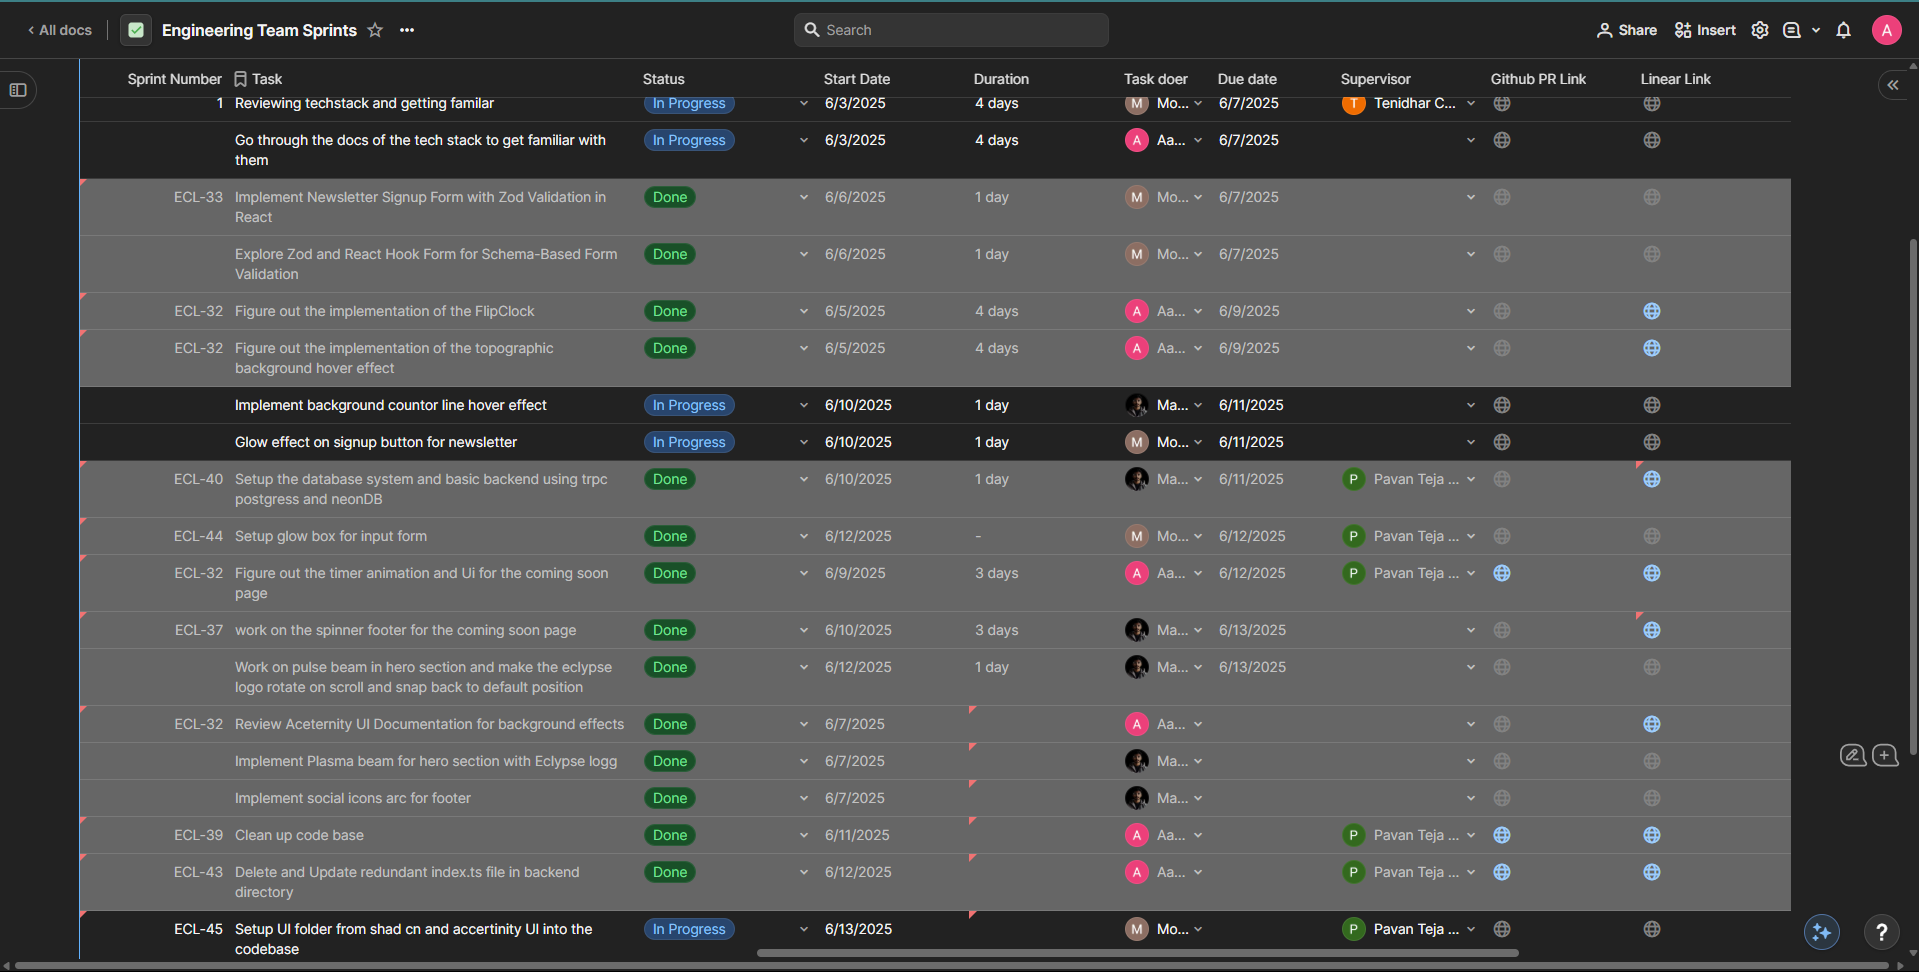 All docs
Engineering Team Sprints
Search
Share
Insert
A
Sprint Number Task Status Start Date Duration Task doer Due date Supervisor Github PR Link Linear Link
1 Reviewing techstack and getting familar In Progress 6/3/2025 4 days M Mo... 6/7/2025 T Tenidhar C...
Go through the docs of the tech stack to get familiar with In Progress 6/3/2025 4 days A Aa... 6/7/2025
them
ECL-33 Implement Newsletter Signup Form with Zod Validation in Done 6/6/2025 1 day M Mo... 6/7/2025
React
Explore Zod and React Hook Form for Schema-Based Form Done 6/6/2025 1 day M Mo... 6/7/2025
Validation
ECL-32 Figure out the implementation of the FlipClock Done 6/5/2025 4 days A Aa... 6/9/2025
ECL-32 Figure out the implementation of the topographic Done 6/5/2025 4 days A Aa... 6/9/2025
background hover effect
Implement background countor line hover effect In Progress 6/10/2025 1 day Ma... 6/11/2025
Glow effect on signup button for newsletter In Progress 6/10/2025 1 day M Mo... 6/11/2025
ECL-40 Setup the database system and basic backend using trpc Done 6/10/2025 1 day Ma... 6/11/2025 P Pavan Teja ...
postgress and neonDB
ECL-44 Setup glow box for input form Done 6/12/2025 - M Mo... 6/12/2025 P Pavan Teja ...
ECL-32 Figure out the timer animation and Ui for the coming soon Done 6/9/2025 3 days A Aa... 6/12/2025 P Pavan Teja ...
page
ECL-37 work on the spinner footer for the coming soon page Done 6/10/2025 3 days Ma... 6/13/2025
Work on pulse beam in hero section and make the eclypse Done 6/12/2025 1 day Ma... 6/13/2025
logo rotate on scroll and snap back to default position
ECL-32 Review Aceternity UI Documentation for background effects Done 6/7/2025 A Aa...
Implement Plasma beam for hero section with Eclypse logg Done 6/7/2025 Ma...
Implement social icons arc for footer Done 6/7/2025 Ma...
ECL-39 Clean up code base Done 6/11/2025 A Aa... P Pavan Teja ...
ECL-43 Delete and Update redundant index.ts file in backend Done 6/12/2025 A Aa... P Pavan Teja ...
directory
ECL-45 Setup UI folder from shad cn and accertinity UI into the In Progress 6/13/2025 M Mo... P Pavan Teja ...
codebase
?